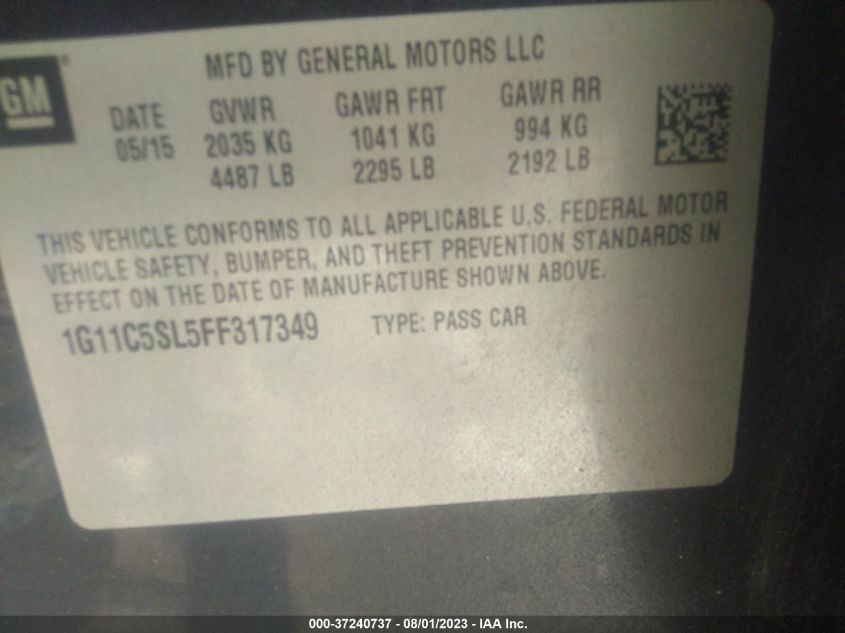 GM
MFD BY GENERAL MOTORS LLC
DATE GVWR GAWR FRT GAWR RR
05/15 2035 KG 1041 KG 994 KG
4487 LB 2295 LB 2192 LB
THIS VEHICLE CONFORMS TO ALL APPLICABLE U.S. FEDERAL MOTOR
VEHICLE SAFETY, BUMPER, AND THEFT PREVENTION STANDARDS IN
EFFECT ON THE DATE OF MANUFACTURE SHOWN ABOVE.
1G11C5SL5FF317349 TYPE: PASS CAR
000-37240737 - 08/01/2023 - IAA Inc.